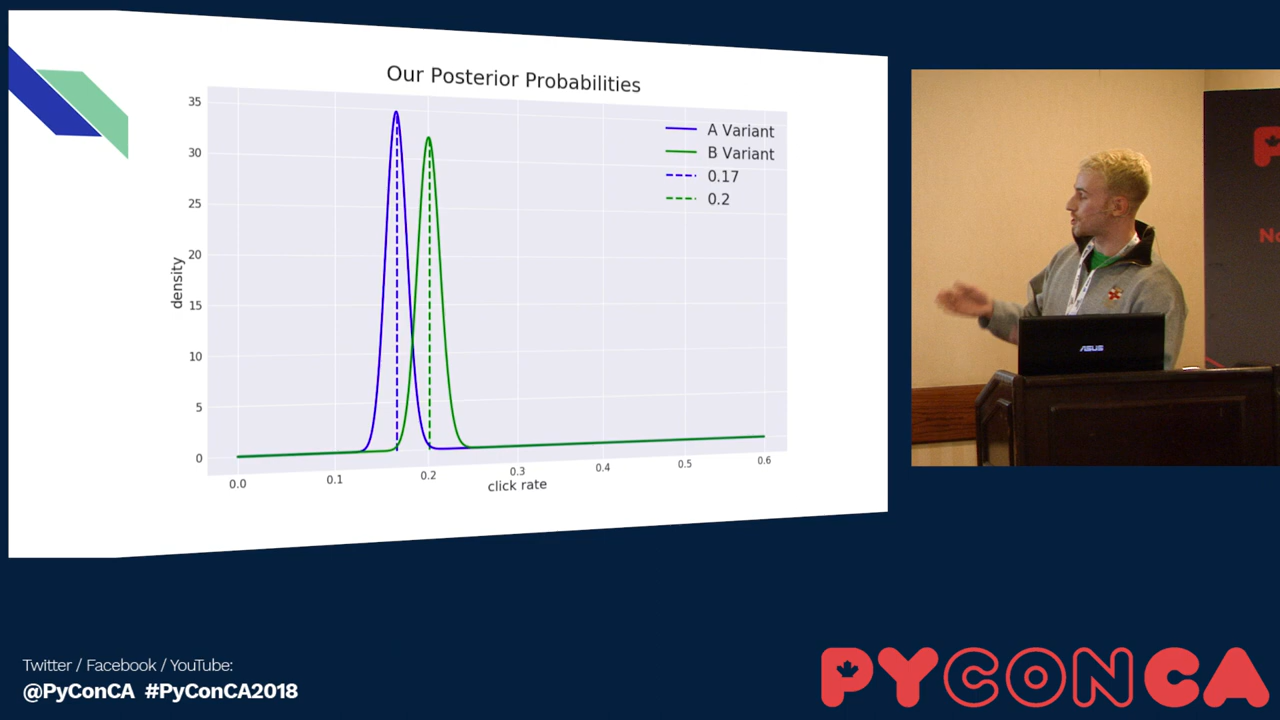 Our Posterior Probabilities
35
30
25
20
15
10
5
0
density
0.0
0.1
0.2
0.3
0.4
0.5
0.6
click rate
A Variant
B Variant
0.17
0.2
ASUS
Twitter / Facebook / YouTube:
@PyConCA #PyConCA2018
PYCONCA